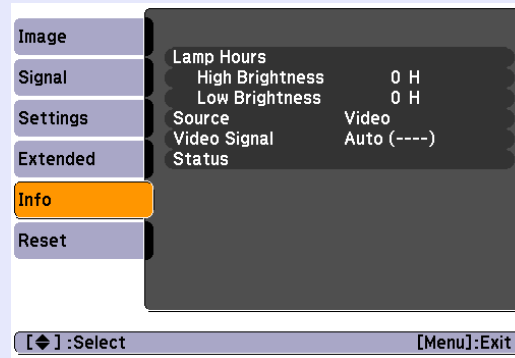 Image
Signal
Settings
Extended
Info
Reset
Lamp Hours
High Brightness 0 H
Low Brightness 0 H
Source Video
Video Signal Auto (----)
Status
[◆] :Select [Menu]:Exit